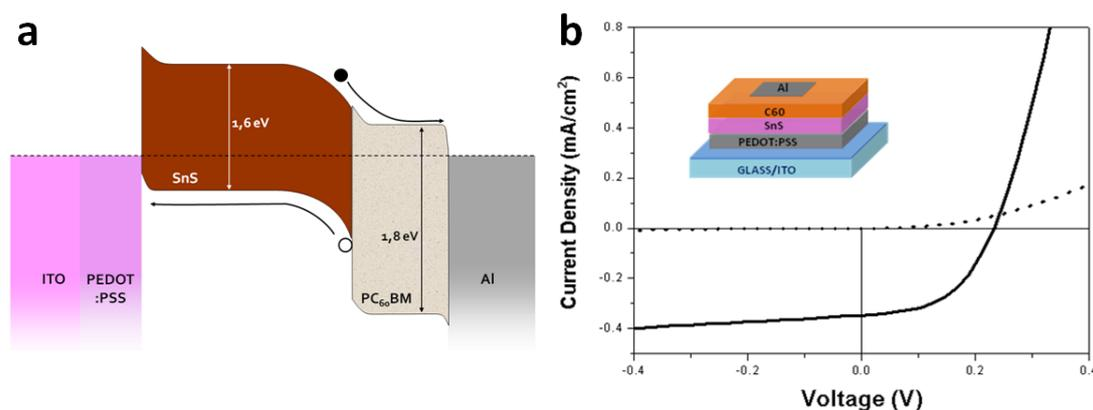 a
1,6 eV
SnS
1,8 eV
ITO
PEDOT
:PSS
PC₆₀BM
Al
b
Current Density (mA/cm²)
0.8
0.6
0.4
0.2
0.0
-0.2
-0.4
Al
C60
SnS
PEDOT:PSS
GLASS/ITO
-0.4
-0.2
0.0
0.2
0.4
Voltage (V)